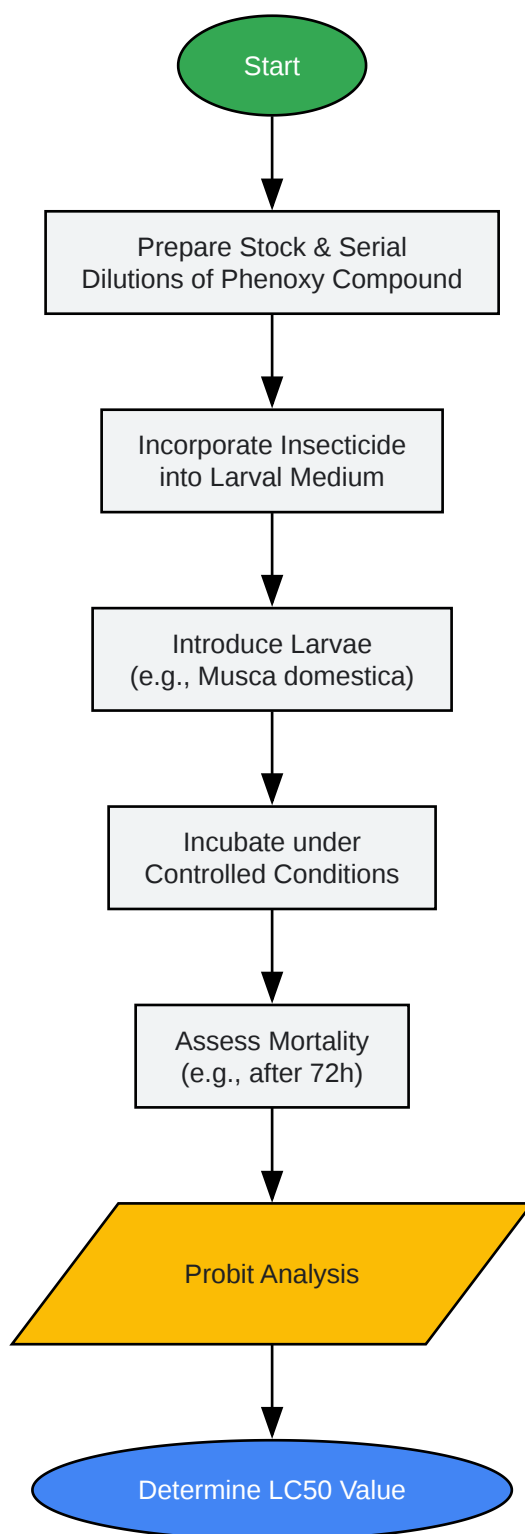 Start
Prepare Stock & Serial
Dilutions of Phenoxy Compound
Incorporate Insecticide
into Larval Medium
Introduce Larvae
(e.g., Musca domestica)
Incubate under
Controlled Conditions
Assess Mortality
(e.g., after 72h)
Probit Analysis
Determine LC50 Value